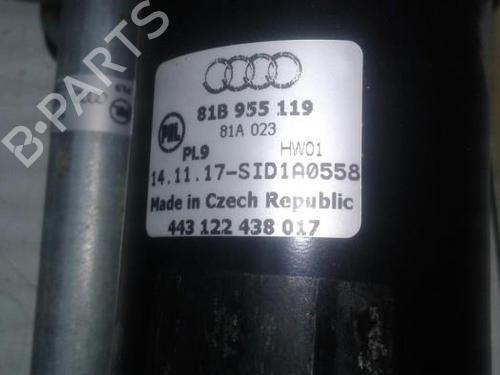 B-PARTS
81B 955 119
81A 023
PAL
PL9 HW01
14.11.17-SID1A0558
Made in Czech Republic
443 122 438 017